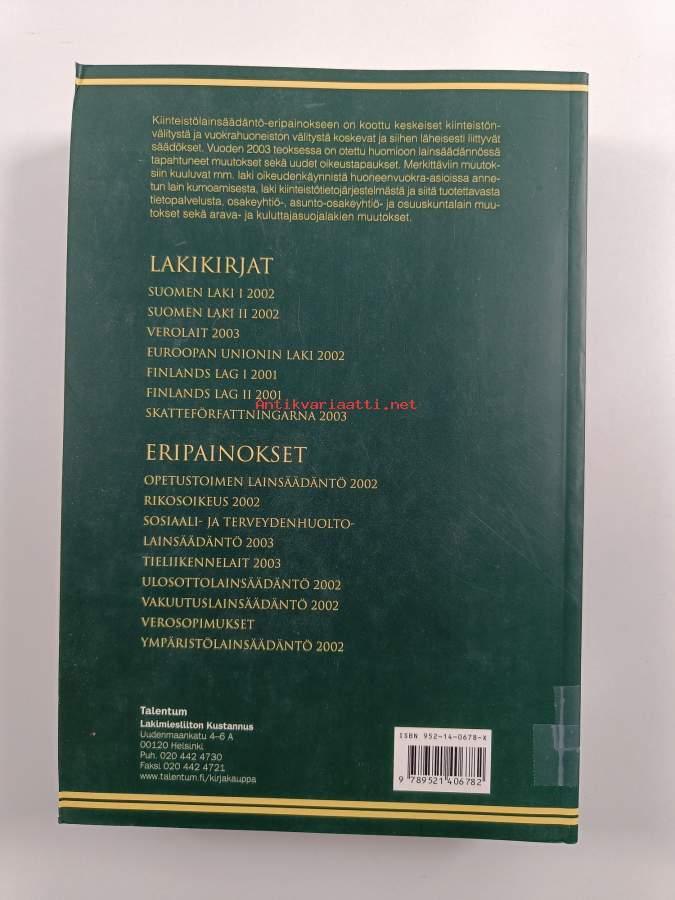 Kiinteistölainsäädäntö-eripainokseen on koottu keskeiset kiinteistön-
välitystä ja vuokrahuoneiston välitystä koskevat ja siihen läheisesti liittyvät
säädökset. Vuoden 2003 teoksessa on otettu huomioon lainsäädännössä
tapahtuneet muutokset sekä uudet oikeustapaukset. Merkittäviin muutok-
siin kuuluvat mm. laki oikeudenkäynnistä huoneenvuokra-asioissa anne-
tun lain kumoamisesta, laki kiinteistötietojärjestelmästä ja siitä tuotettavasta
tietopalvelusta, osakeyhtiö-, asunto-osakeyhtiö- ja osuuskuntalain muu-
tokset sekä arava- ja kuluttajasuojalakien muutokset.
LAKIKIRJAT
SUOMEN LAKI I 2002
SUOMEN LAKI II 2002
VEROLAIT 2003
EUROOPAN UNIONIN LAKI 2002
FINLANDS LAG I 2001
FINLANDS LAG II 2001
Antikvariaatti.net
SKATTEFÖRFATTNINGARNA 2003
ERIPAINOKSET
OPETUSTOIMEN LAINSÄÄDÄNTÖ 2002
RIKOSOIKEUS 2002
SOSIAALI- JA TERVEYDENHUOLTO-
LAINSÄÄDÄNTÖ 2003
TIELIIKENNELAIT 2003
ULOSOTTOLAINSÄÄDÄNTÖ 2002
VAKUUTUSLAINSÄÄDÄNTÖ 2002
VEROSOPIMUKSET
YMPÄRISTÖLAINSÄÄDÄNTÖ 2002
Talentum
Lakimiesliiton Kustannus
Uudenmaankatu 4–6 A
00120 Helsinki
Puh. 020 442 4730
Faksi 020 442 4721
www.talentum.fi/kirjakauppa
ISBN 952-14-0678-X
9 789521 406782